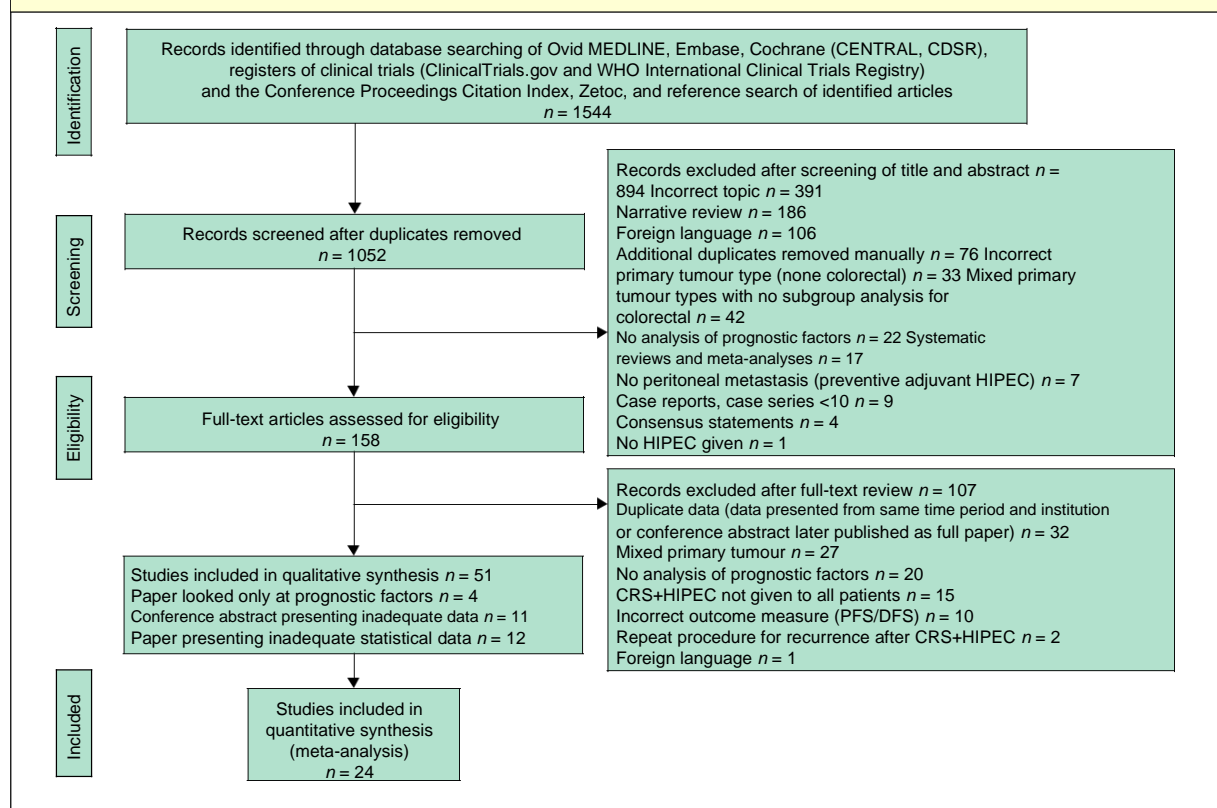 Identification
Records identified through database searching of Ovid MEDLINE, Embase, Cochrane (CENTRAL, CDSR),
registers of clinical trials (ClinicalTrials.gov and WHO International Clinical Trials Registry)
and the Conference Proceedings Citation Index, Zetoc, and reference search of identified articles
n = 1544
Screening
Records screened after duplicates removed
n = 1052
Records excluded after screening of title and abstract n =
894 Incorrect topic n = 391
Narrative review n = 186
Foreign language n = 106
Additional duplicates removed manually n = 76 Incorrect
primary tumour type (none colorectal) n = 33 Mixed primary
tumour types with no subgroup analysis for
colorectal n = 42
No analysis of prognostic factors n = 22 Systematic
reviews and meta-analyses n = 17
No peritoneal metastasis (preventive adjuvant HIPEC) n = 7
Case reports, case series <10 n = 9
Consensus statements n = 4
No HIPEC given n = 1
Eligibility
Full-text articles assessed for eligibility
n = 158
Records excluded after full-text review n = 107
Duplicate data (data presented from same time period and institution
or conference abstract later published as full paper) n = 32
Mixed primary tumour n = 27
No analysis of prognostic factors n = 20
CRS+HIPEC not given to all patients n = 15
Incorrect outcome measure (PFS/DFS) n = 10
Repeat procedure for recurrence after CRS+HIPEC n = 2
Foreign language n = 1
Studies included in qualitative synthesis n = 51
Paper looked only at prognostic factors n = 4
Conference abstract presenting inadequate data n = 11
Paper presenting inadequate statistical data n = 12
Included
Studies included in
quantitative synthesis
(meta-analysis)
n = 24